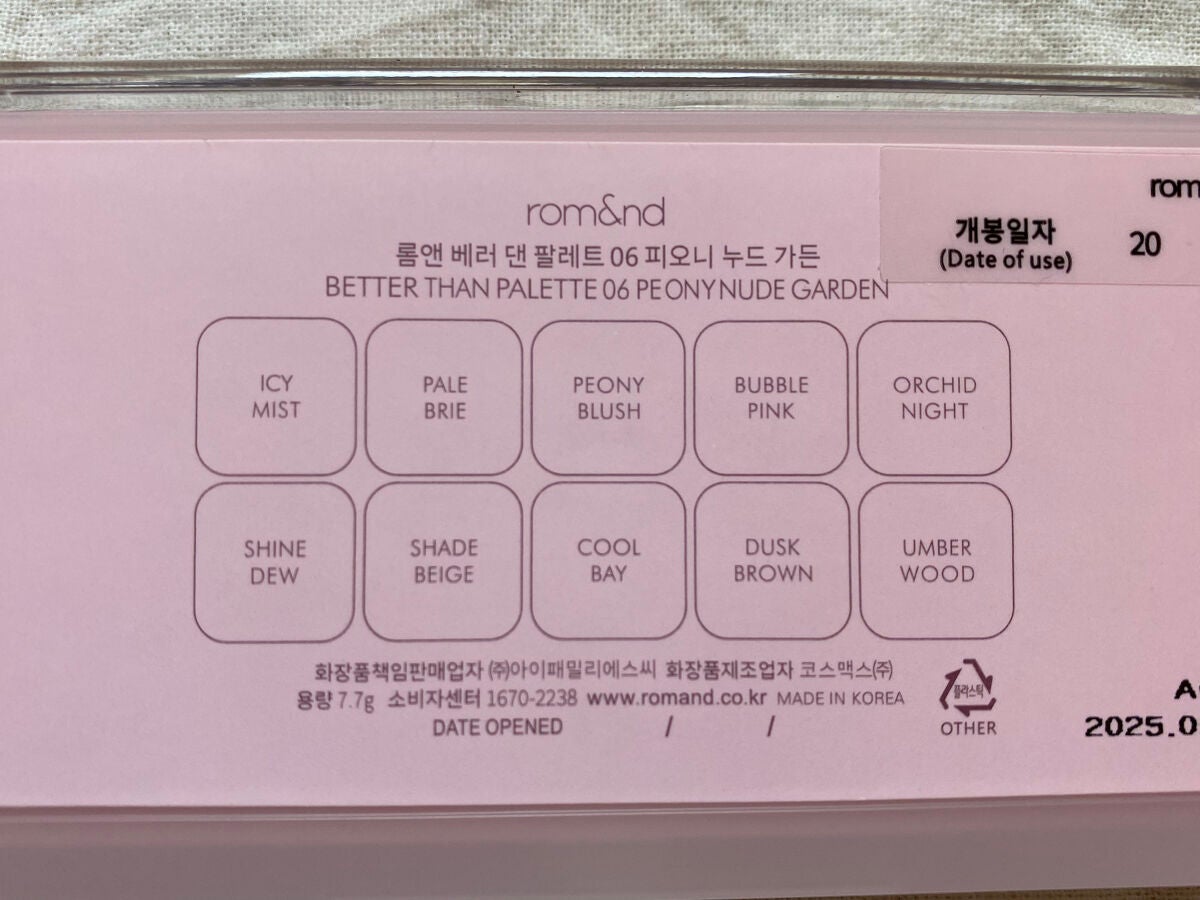 rom&nd
롬앤 베러 댄 팔레트 06 피오니 누드 가든
BETTER THAN PALETTE 06 PEONY NUDE GARDEN
rom
개봉일자 20
(Date of use)
ICY
MIST
PALE
BRIE
PEONY
BLUSH
BUBBLE
PINK
ORCHID
NIGHT
SHINE
DEW
SHADE
BEIGE
COOL
BAY
DUSK
BROWN
UMBER
WOOD
화장품책임판매업자 ㈜아이패밀리에스씨 화장품제조업자 코스맥스㈜
용량 7.7g 소비자센터 1670-2238 www.romand.co.kr MADE IN KOREA
DATE OPENED / /
플라스틱
OTHER
2025.0